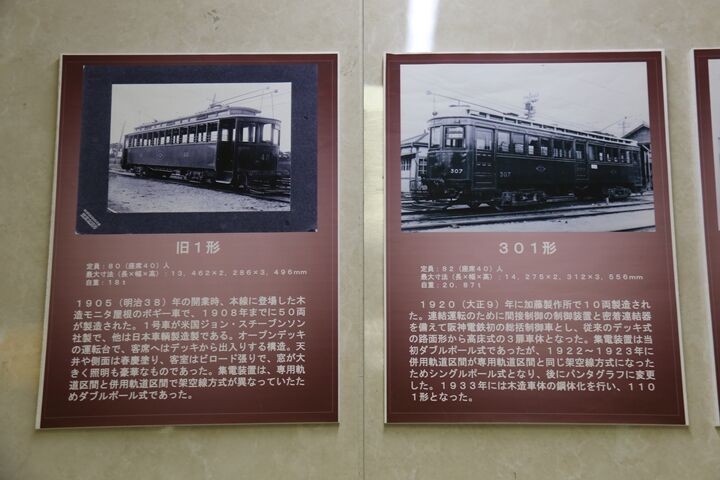 旧1形
定員：80（座席40）人
最大寸法（長×幅×高）：13，462×2，286×3，496mm
自重：18t
1905（明治38）年の開業時、本線に登場した木
造モニタ屋根のボギー車で、1908年までに50両
が製造された。1号車が米国ジョン・スチーブンソン
社製で、他は日本車輌製造製である。オープンデッキ
の運転台で、客席へはデッキから出入りする構造。天
井や側面は春慶塗り、客室はビロード張りで、窓が大
きく照明も豪華なものであった。集電装置は、専用軌
道区間と併用軌道区間で架空線方式が異なっていたた
めダブルポール式であった。
307
307
301形
定員：82（座席40）人
最大寸法（長×幅×高）：14，275×2，312×3，556mm
自重：20．87t
1920（大正9）年に加藤製作所で10両製造され
た。連結運転のために間接制御の制御装置と密着連結器
を備えて阪神電鉄初の総括制御車とし、従来のデッキ式
の路面形から高床式の3扉車体となった。集電装置は当
初ダブルポール式であったが、1922～1923年に
併用軌道区間が専用軌道区間と同じ架空線方式になった
ためシングルポール式となり、後にパンタグラフに変更
した。1933年には木造車体の鋼体化を行い、110
1形となった。